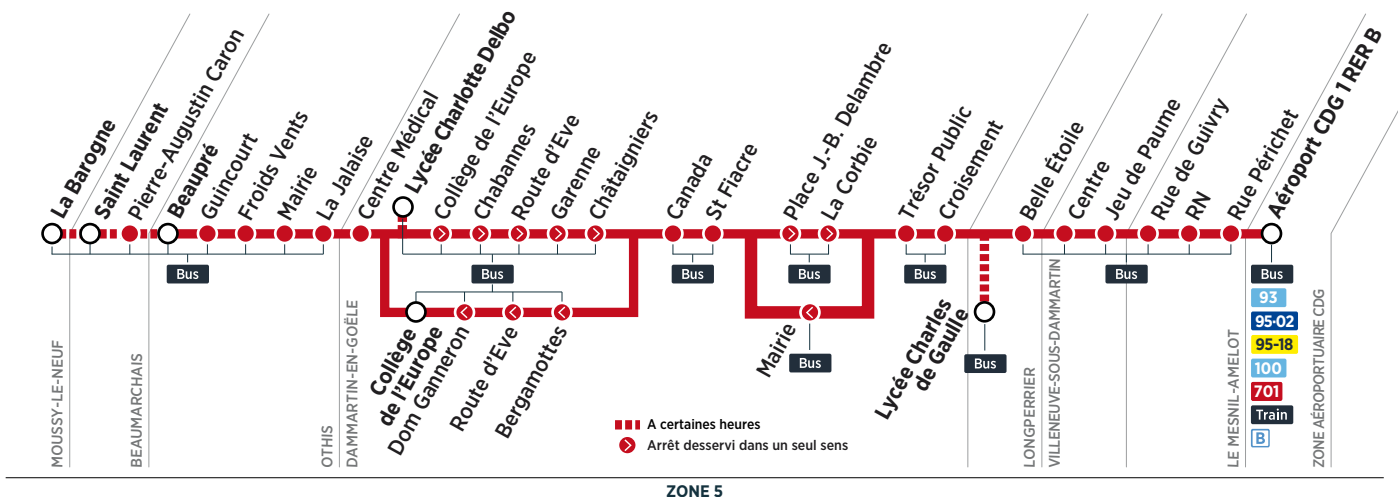 La Barogne
Saint Laurent
Pierre-Augustin Caron
Beaupré
Guincourt
Froids Vents
Mairie
La Jalaise
Centre Médical
Lycée Charlotte Delbo
Collège de l'Europe
Chabannes
Route d'Eve
Garenne
Châtaigniers
Canada
St Fiacre
Place J.-B. Delambre
La Corbie
Trésor Public
Croisement
Belle Étoile
Centre
Jeu de Paume
Rue de Guivry
RN
Rue Périchet
Aéroport CDG 1 RER B
Bus
Bus
Bus
Bus
Bus
Bus
Bus
93
95-02
95-18
100
701
Train
B
Collège
de l'Europe
Dom Ganneron
Route d'Eve
Bergamottes
Mairie
Bus
Lycée Charles
de Gaulle
Bus
MOUSSY-LE-NEUF
BEAUMARCHAIS
OTHIS
DAMMARTIN-EN-GOËLE
LONGPERRIER
VILLENEUVE-SOUS-DAMMARTIN
LE MESNIL-AMELOT
ZONE AÉROPORTUAIRE CDG
A certaines heures
Arrêt desservi dans un seul sens
ZONE 5